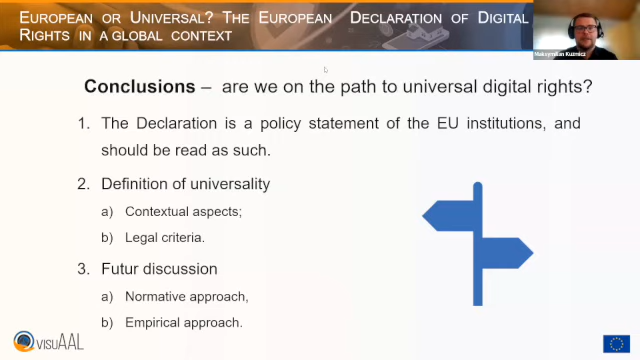 EUROPEAN OR UNIVERSAL? THE EUROPEAN DECLARATION OF DIGITAL
RIGHTS IN A GLOBAL CONTEXT
Maksymilian Kuźmicz
Conclusions – are we on the path to universal digital rights?
1. The Declaration is a policy statement of the EU institutions, and
should be read as such.
2. Definition of universality
a) Contextual aspects;
b) Legal criteria.
3. Futur discussion
a) Normative approach,
b) Empirical approach.
visuAAL